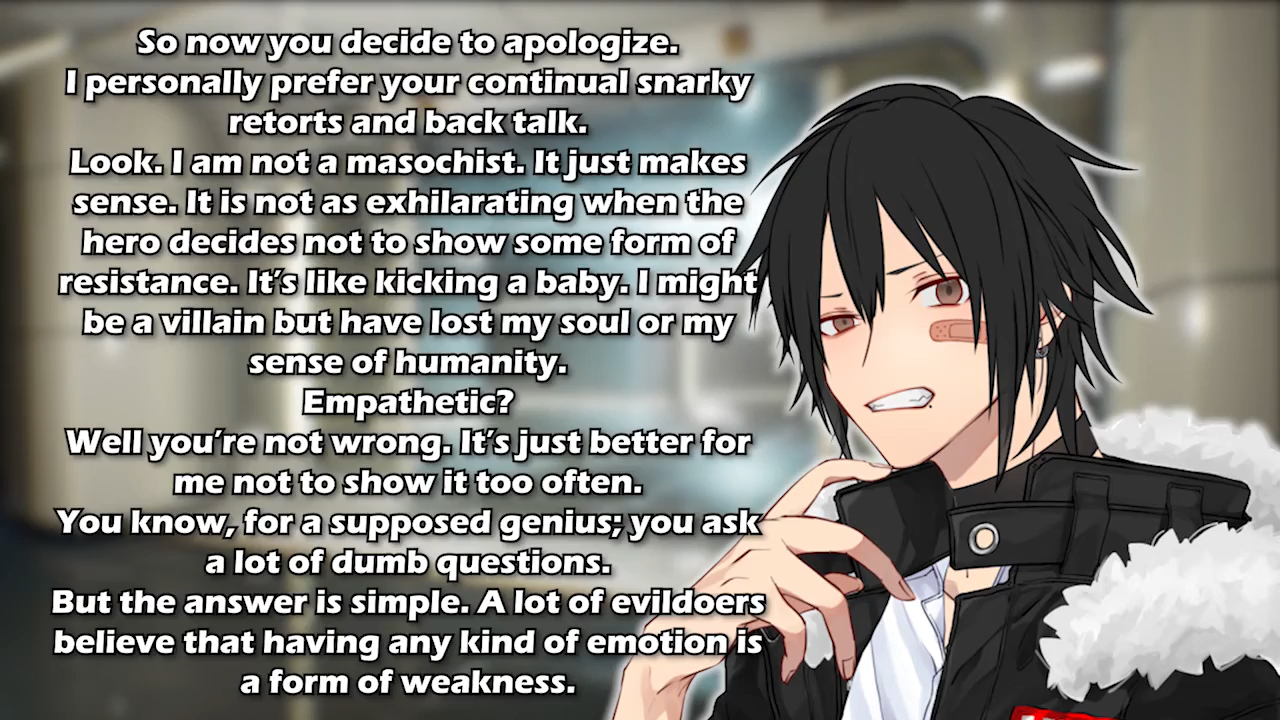 So now you decide to apologize.
I personally prefer your continual snarky
retorts and back talk.
Look. I am not a masochist. It just makes
sense. It is not as exhilarating when the
hero decides not to show some form of
resistance. It's like kicking a baby. I might
be a villain but have lost my soul or my
sense of humanity.
Empathetic?
Well you're not wrong. It's just better for
me not to show it too often.
You know, for a supposed genius; you ask
a lot of dumb questions.
But the answer is simple. A lot of evildoers
believe that having any kind of emotion is
a form of weakness.